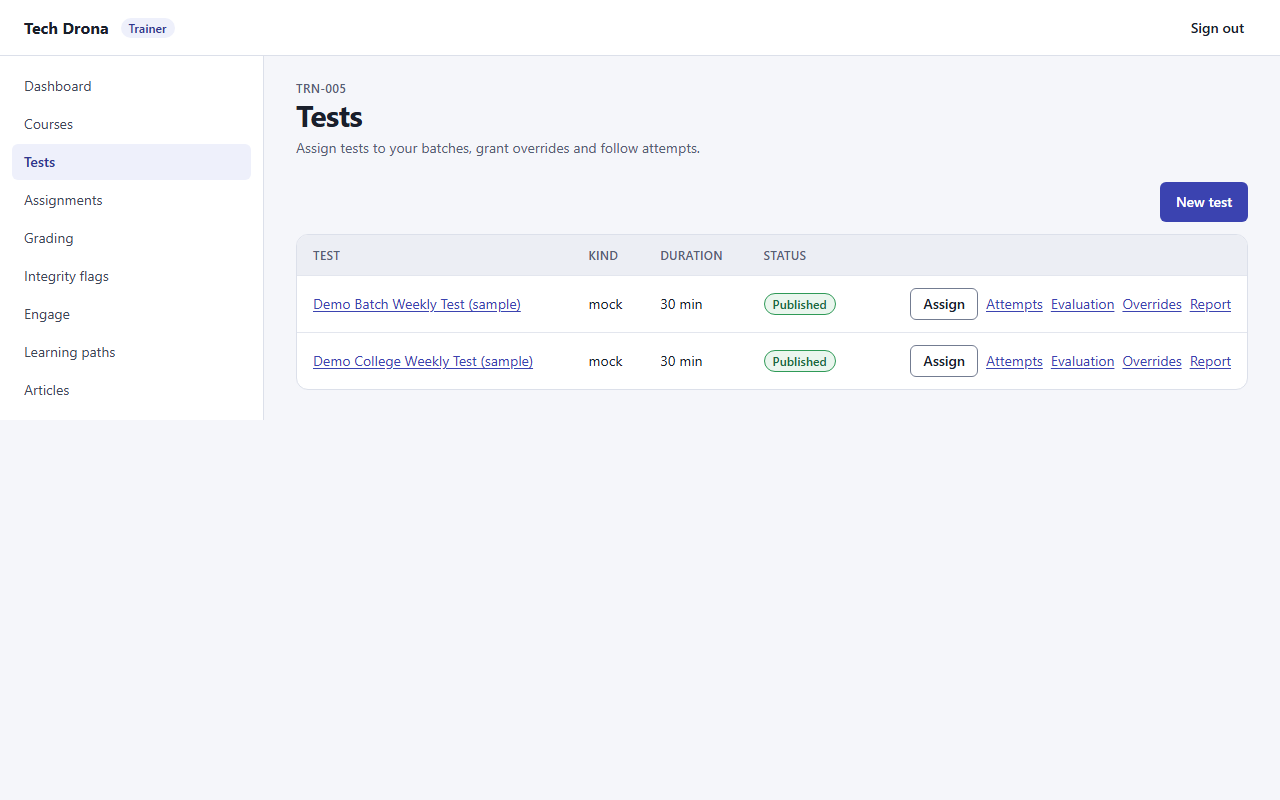 Tech Drona Trainer Sign out
Dashboard
Courses
Tests
Assignments
Grading
Integrity flags
Engage
Learning paths
Articles
TRN-005
Tests
Assign tests to your batches, grant overrides and follow attempts.
New test
TEST KIND DURATION STATUS
Demo Batch Weekly Test (sample) mock 30 min Published Assign Attempts Evaluation Overrides Report
Demo College Weekly Test (sample) mock 30 min Published Assign Attempts Evaluation Overrides Report